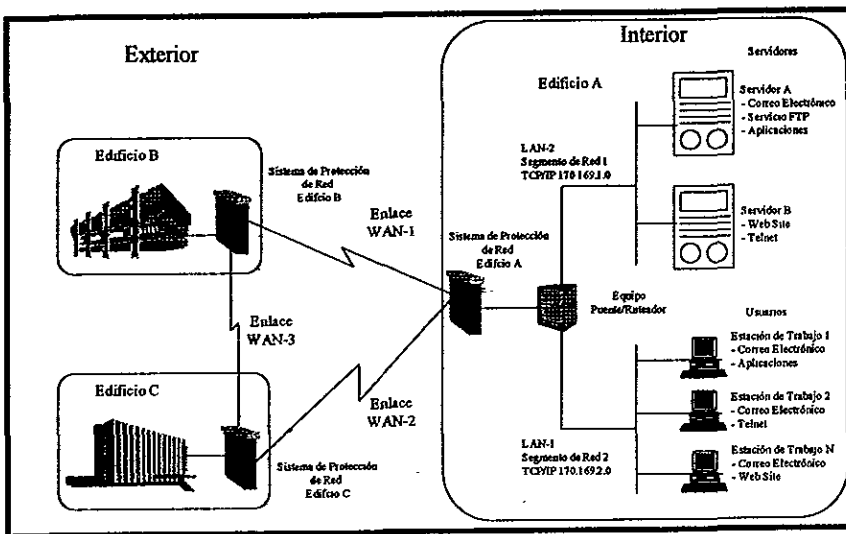 Exterior
Edificio B
Sistema de Protección
de Red
Edificio B
Enlace
WAN-1
Enlace
WAN-3
Edificio C
Sistema de Protección
de Red
Edificio C
Enlace
WAN-2
Interior
Edificio A
Sistema de Protección
de Red
Edificio A
Equipo
Puente/Ruteador
LAN-2
Segmento de Red 1
TCP/IP 170.169.1.0
LAN-1
Segmento de Red 2
TCP/IP 170.169.2.0
Servidores
Servidor A
- Correo Electrónico
- Servicio FTP
- Aplicaciones
Servidor B
- Web Site
- Telnet
Usuarios
Estación de Trabajo 1
- Correo Electrónico
- Aplicaciones
Estación de Trabajo 2
- Correo Electrónico
- Telnet
Estación de Trabajo N
- Correo Electrónico
- Web Site